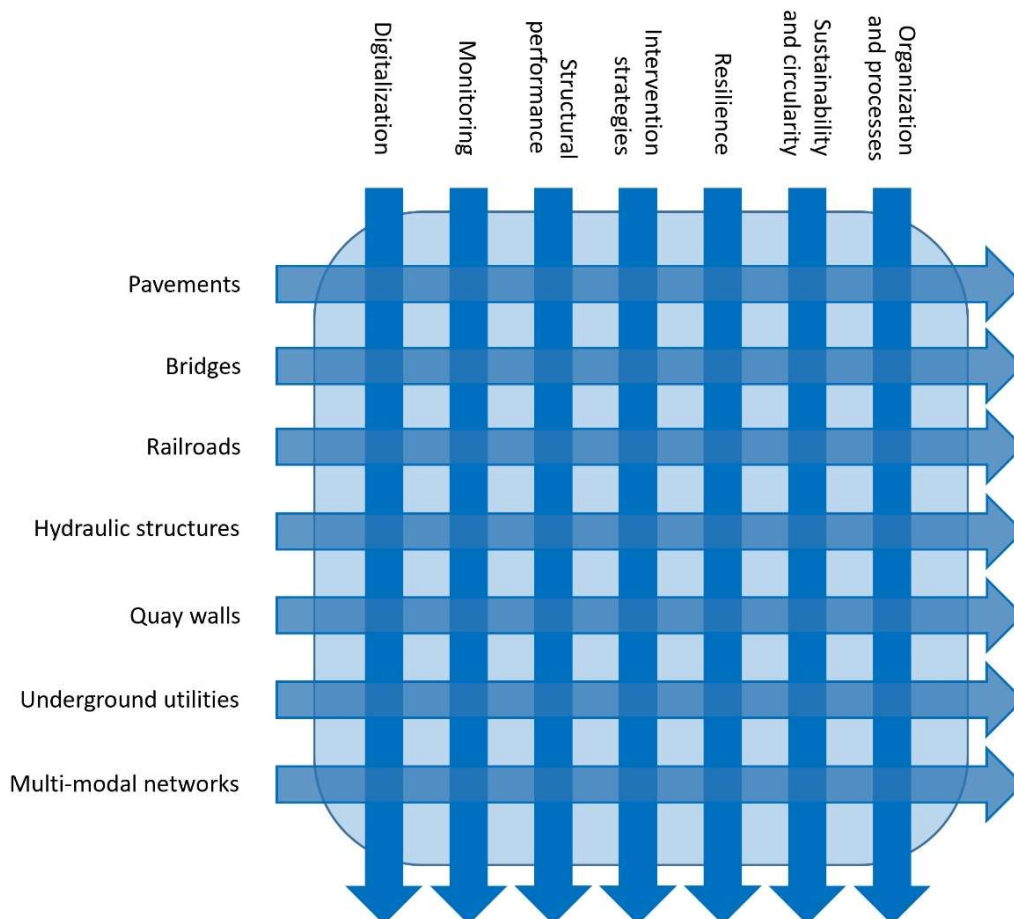 Digitalization
Monitoring
Structural
performance
Intervention
strategies
Resilience
Sustainability
and circularity
Organization
and processes
Pavements
Bridges
Railroads
Hydraulic structures
Quay walls
Underground utilities
Multi-modal networks